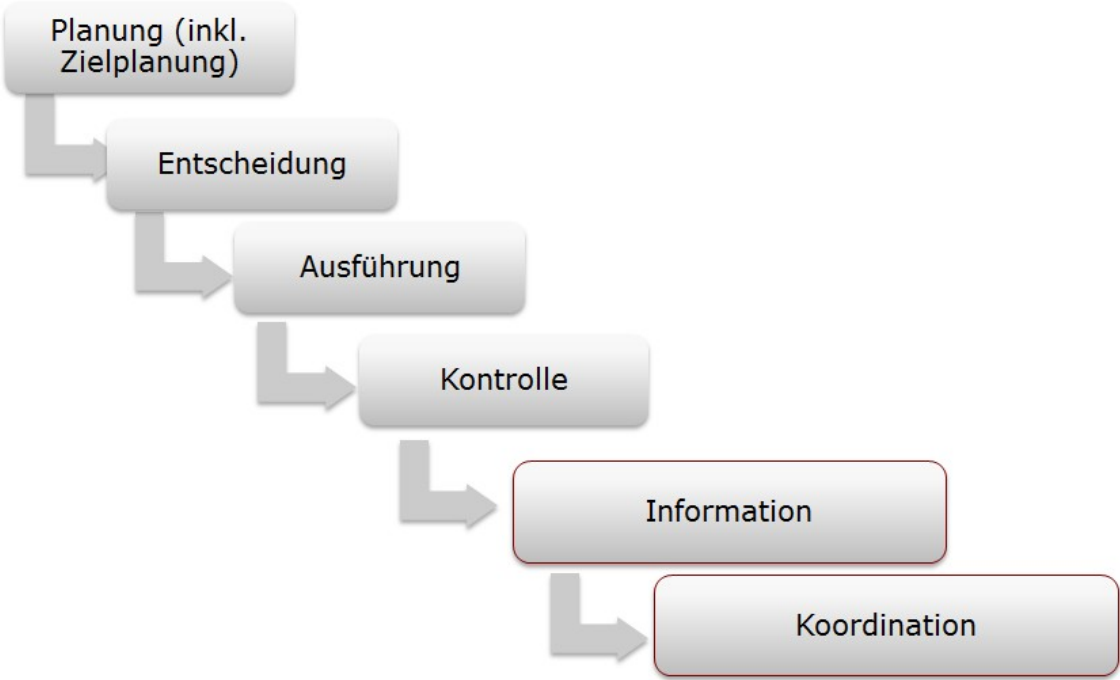 Planung (inkl.
Zielplanung)
Entscheidung
Ausführung
Kontrolle
Information
Koordination